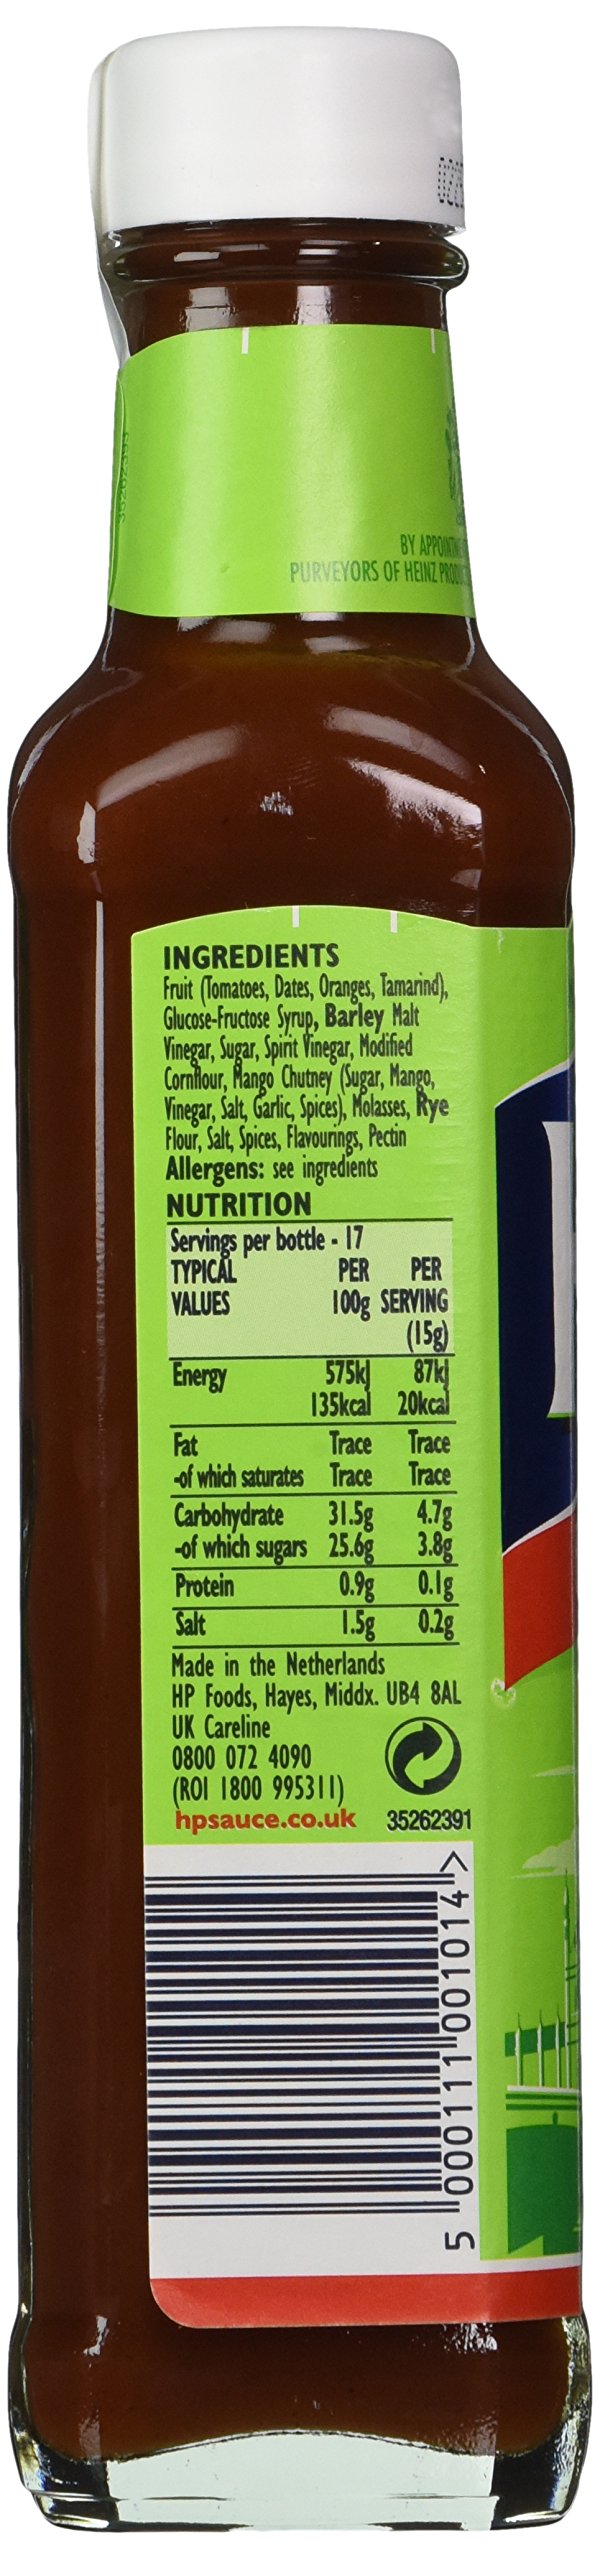 BY
PURVEYORS OF HEINZ
INGREDIENTS
Fruit (Tomatoes, Dates, Oranges, Tamarind),
Glucose-Fructose Syrup, Barley Malt
Vinegar, Sugar, Spirit Vinegar, Modified
Cornflour, Mango Chutney (Sugar, Mango,
Vinegar, Salt, Garlic, Spices), Molasses, Rye
Flour, Salt, Spices, Flavourings, Pectin
Allergens: see ingredients
NUTRITION
Servings per bottle - 17
TYPICAL PER PER
VALUES 100g SERVING
(15g)
Energy 575kJ 87kJ
135kcal 20kcal
Fat Trace Trace
-of which saturates Trace Trace
Carbohydrate 31.5g 4.7g
-of which sugars 25.6g 3.8g
Protein 0.9g 0.1g
Salt 1.5g 0.2g
Made in the Netherlands
HP Foods, Hayes, Middx. UB4 8AL
UK Careline
0800 072 4090
(ROI 1800 995311)
hpsauce.co.uk 35262391
5 000111 001014 >